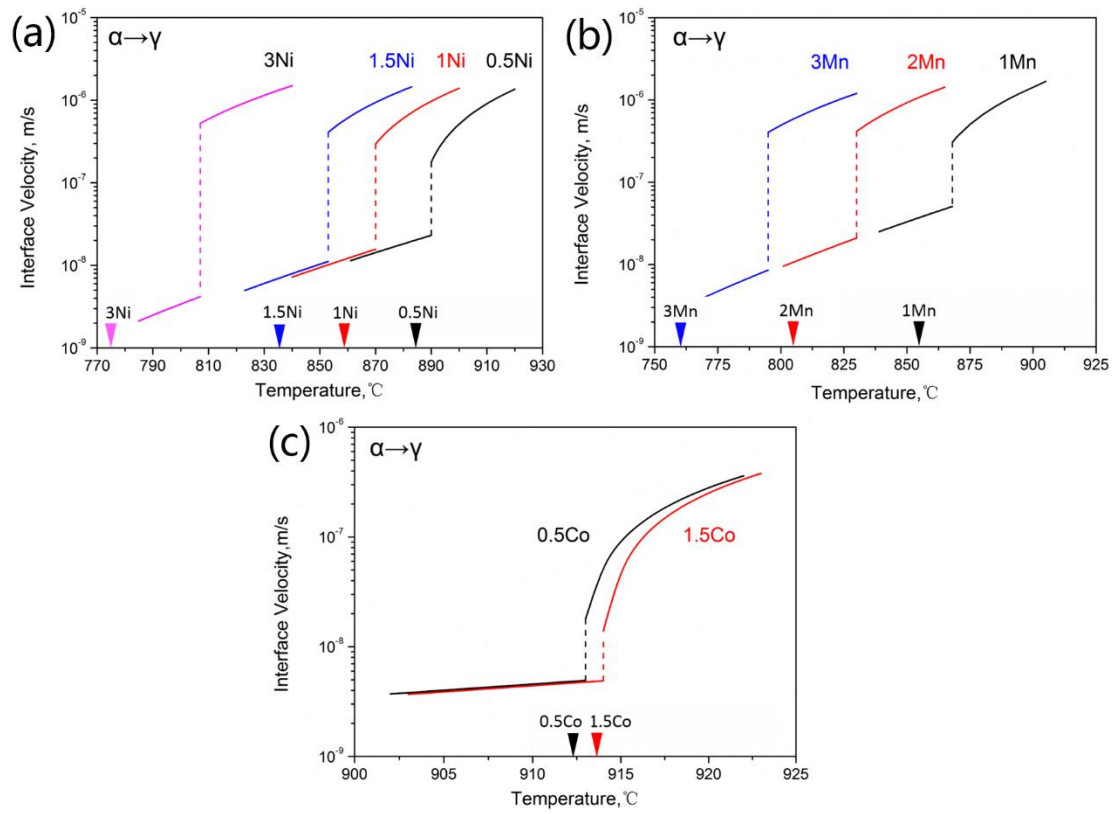 (a)
α→γ
3Ni 1.5Ni 1Ni 0.5Ni
10⁻⁵
10⁻⁶
10⁻⁷
10⁻⁸
10⁻⁹
Interface Velocity, m/s
3Ni 1.5Ni 1Ni 0.5Ni
770 790 810 830 850 870 890 910 930
Temperature,℃
(b)
α→γ
3Mn 2Mn 1Mn
10⁻⁵
10⁻⁶
10⁻⁷
10⁻⁸
10⁻⁹
Interface Velocity, m/s
3Mn 2Mn 1Mn
750 775 800 825 850 875 900 925
Temperature,℃
(c)
α→γ
0.5Co 1.5Co
10⁻⁶
10⁻⁷
10⁻⁸
10⁻⁹
Interface Velocity,m/s
0.5Co 1.5Co
900 905 910 915 920 925
Temperature,℃